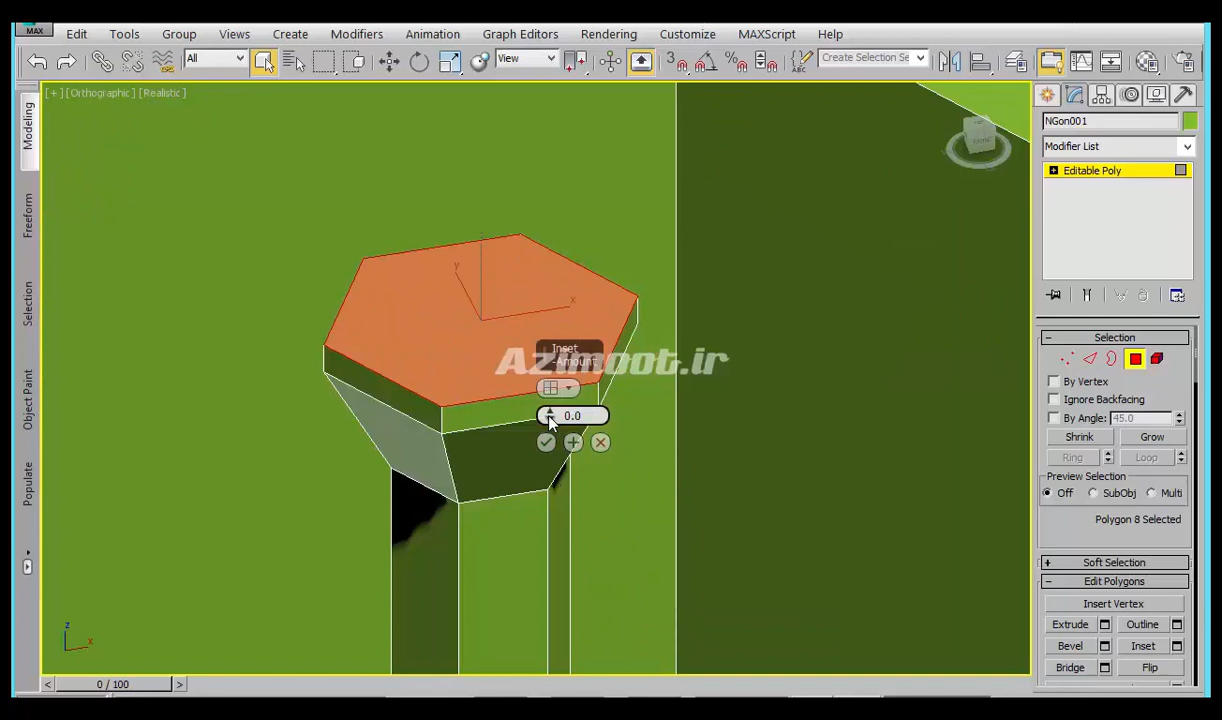 MAX
Edit Tools Group Views Create Modifiers Animation Graph Editors Rendering Customize MAXScript Help
All View 3 Create Selection Se
[ + ] [Orthographic ] [Realistic ]
Modeling
Freeform
Selection
Object Paint
Populate
NGon001
Modifier List
Editable Poly
Selection
By Vertex
Ignore Backfacing
By Angle: 45.0
Shrink Grow
Ring Loop
Preview Selection
Off SubObj Multi
Polygon 8 Selected
Soft Selection
Edit Polygons
Insert Vertex
Extrude Outline
Bevel Inset
Bridge Flip
y
x
Inset
-Amount
Azimoot.ir
0.0
z
x
0 / 100